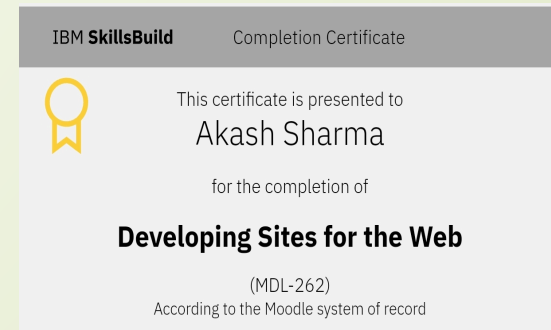 IBM SkillsBuild Completion Certificate
This certificate is presented to
Akash Sharma
for the completion of
Developing Sites for the Web
(MDL-262)
According to the Moodle system of record